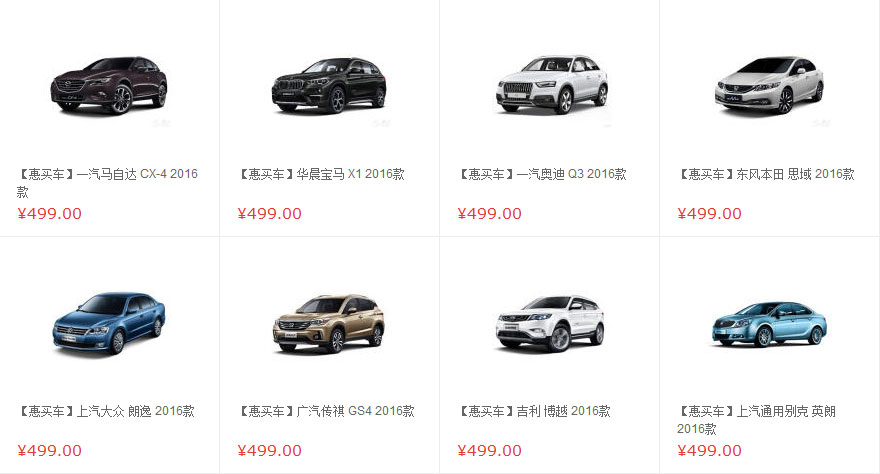 【惠买车】一汽马自达 CX-4 2016
款
¥499.00
【惠买车】华晨宝马 X1 2016款
¥499.00
【惠买车】一汽奥迪 Q3 2016款
¥499.00
【惠买车】东风本田 思域 2016款
¥499.00
【惠买车】上汽大众 朗逸 2016款
¥499.00
【惠买车】广汽传祺 GS4 2016款
¥499.00
【惠买车】吉利 博越 2016款
¥499.00
【惠买车】上汽通用别克 英朗
2016款
¥499.00